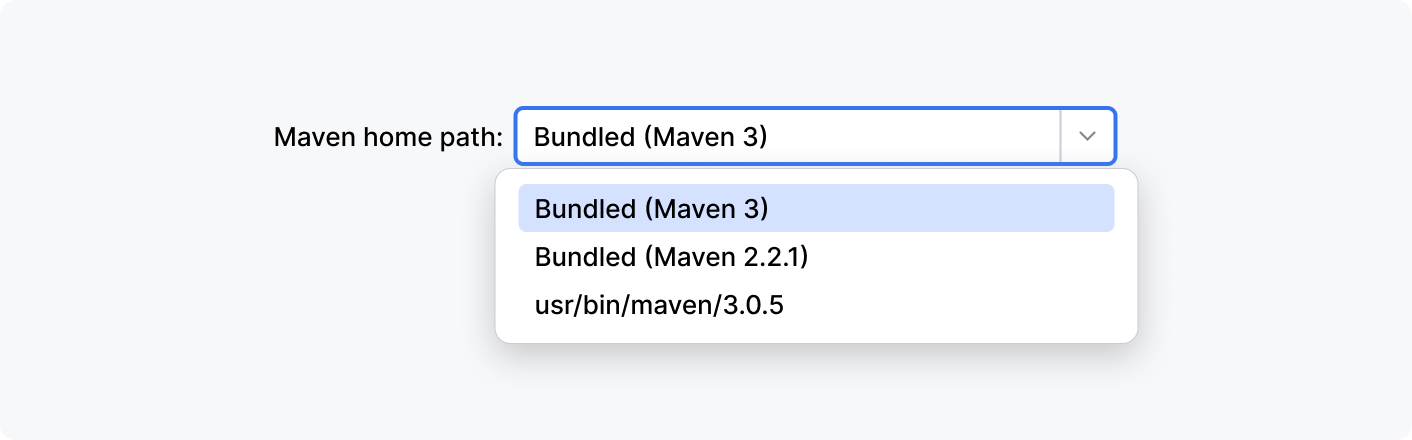 Maven home path: Bundled (Maven 3)
Bundled (Maven 3)
Bundled (Maven 2.2.1)
usr/bin/maven/3.0.5